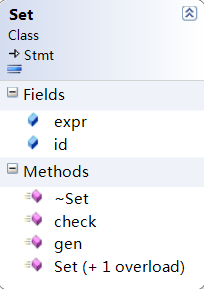 Set
Class
Stmt
Fields
expr
id
Methods
~Set
check
gen
Set (+ 1 overload)